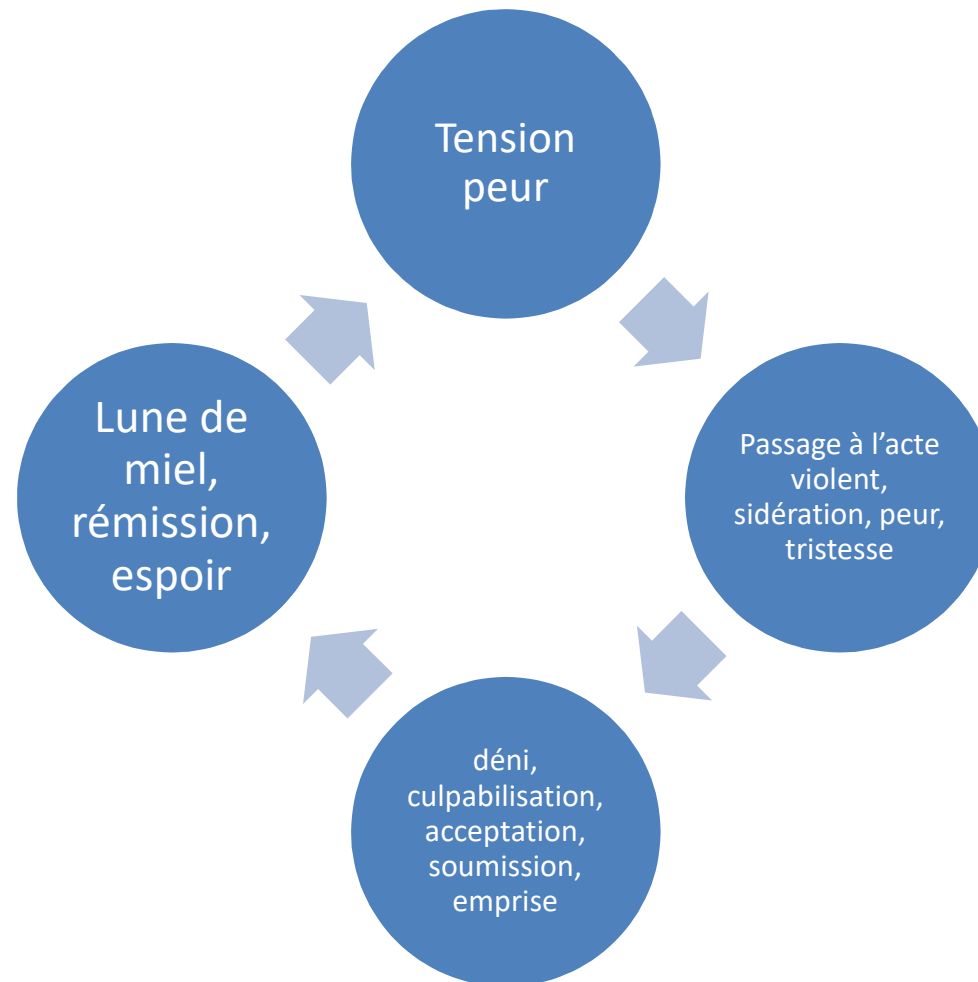 Tension
peur
Passage à l’acte
violent,
sidération, peur,
tristesse
déni,
culpabilisation,
acceptation,
soumission,
emprise
Lune de
miel,
rémission,
espoir